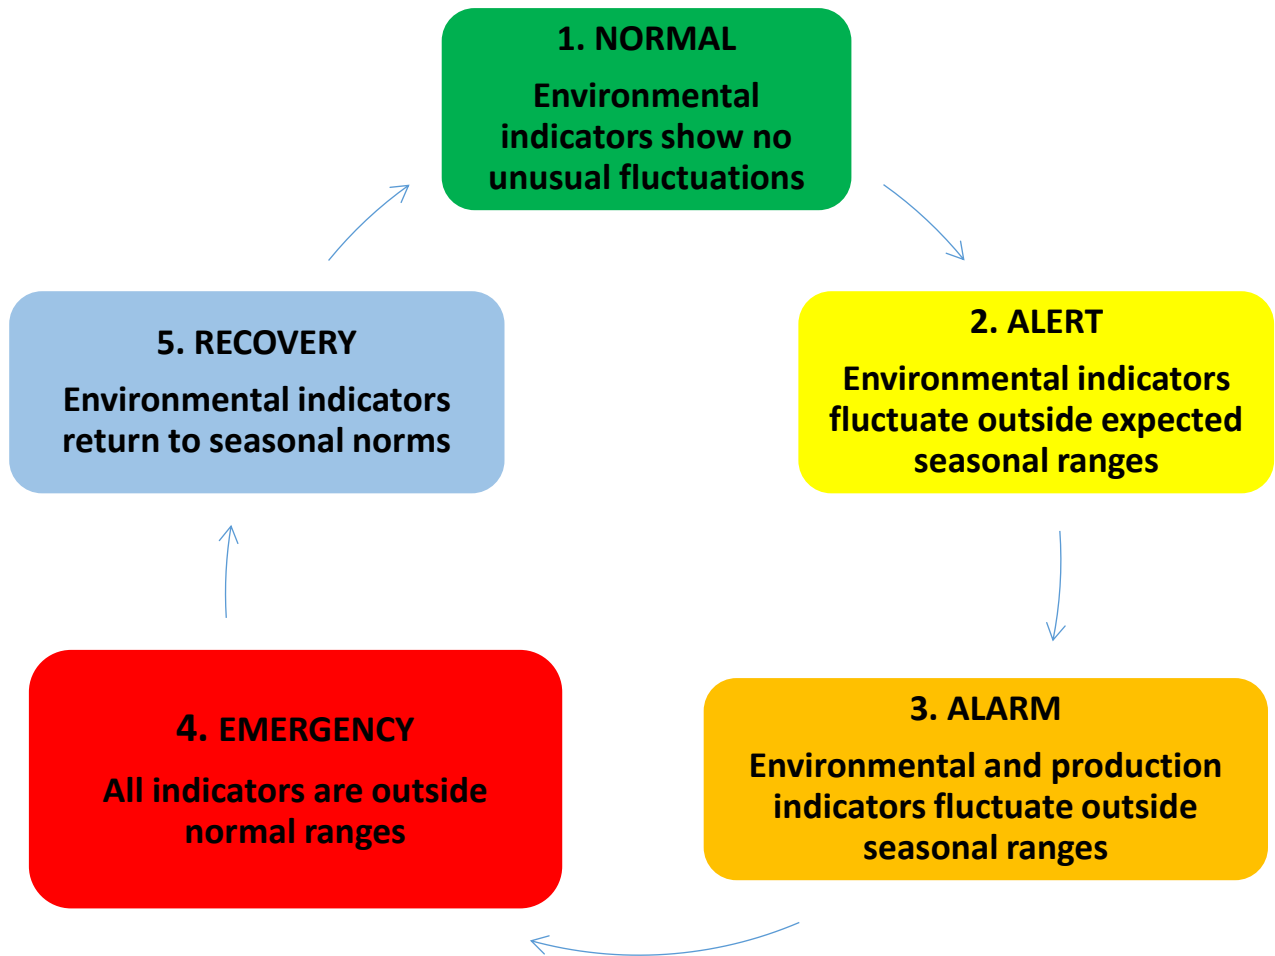 1. NORMAL
Environmental
indicators show no
unusual fluctuations
2. ALERT
Environmental indicators
fluctuate outside expected
seasonal ranges
3. ALARM
Environmental and production
indicators fluctuate outside
seasonal ranges
4. EMERGENCY
All indicators are outside
normal ranges
5. RECOVERY
Environmental indicators
return to seasonal norms